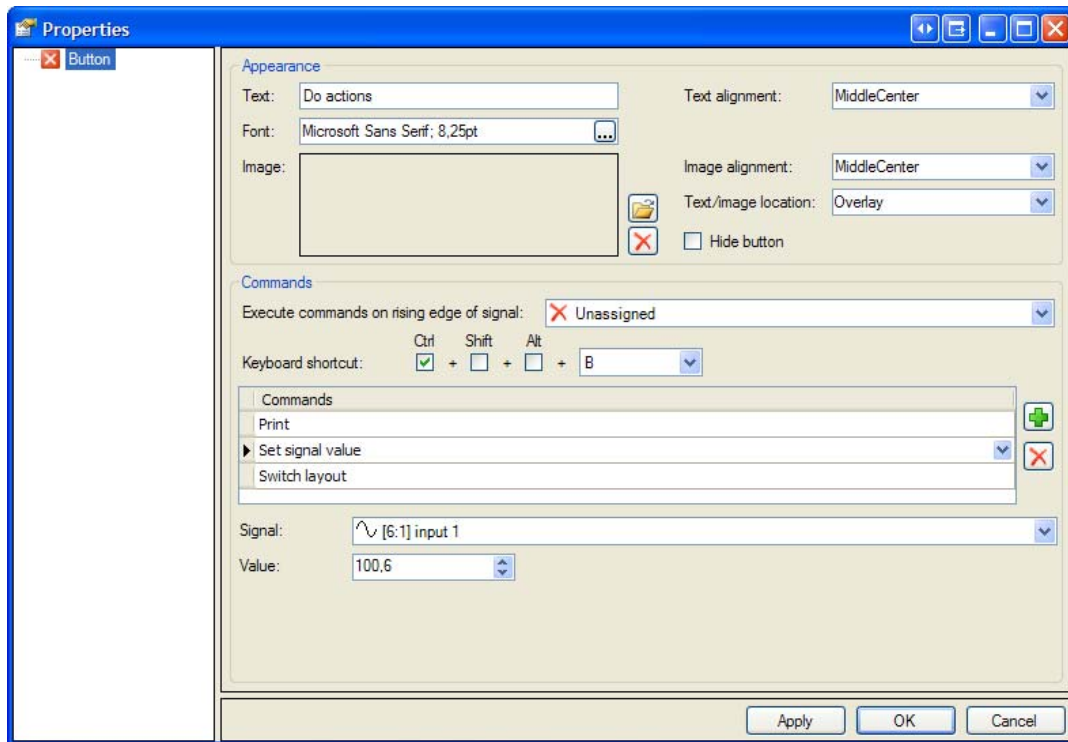 Properties
Button
Appearance
Text: Do actions Text alignment: MiddleCenter
Font: Microsoft Sans Serif; 8,25pt ...
Image: Image alignment: MiddleCenter
Text/image location: Overlay
Hide button
Commands
Execute commands on rising edge of signal: Unassigned
Ctrl Shift Alt
Keyboard shortcut: + + + B
Commands
Print
Set signal value
Switch layout
Signal: [6:1] input 1
Value: 100,6
Apply OK Cancel